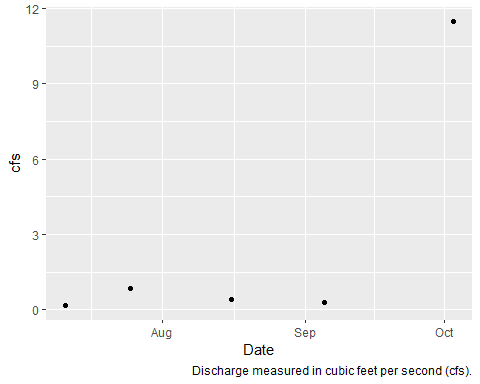 12
9
6
3
0
cfs
Aug Sep Oct
Date
Discharge measured in cubic feet per second (cfs).